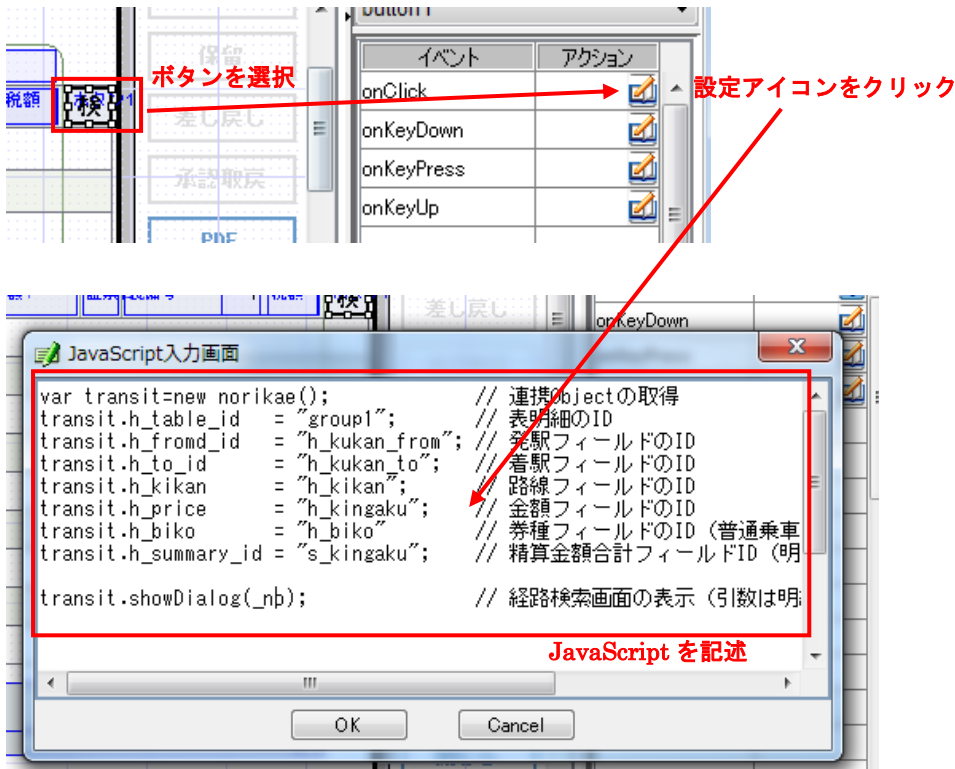 button1
保留
イベント アクション
ボタンを選択
設定アイコンをクリック
onClick
税額
検
差し戻し
onKeyDown
承認取戻
onKeyPress
onKeyUp
PDF
税額
検
差し戻し
onKeyDown
JavaScript入力画面
var transit=new norikae(); // 連携Objectの取得
transit.h_table_id = "group1"; // 表明細のID
transit.h_fromd_id = "h_kukan_from"; // 発駅フィールドのID
transit.h_to_id = "h_kukan_to"; // 着駅フィールドのID
transit.h_kikan = "h_kikan"; // 路線フィールドのID
transit.h_price = "h_kingaku"; // 金額フィールドのID
transit.h_biko = "h_biko" // 券種フィールドのID（普通乗車
transit.h_summary_id = "s_kingaku"; // 精算金額合計フィールドID（明
transit.showDialog(_nb); // 経路検索画面の表示（引数は明
JavaScript を記述
OK Cancel